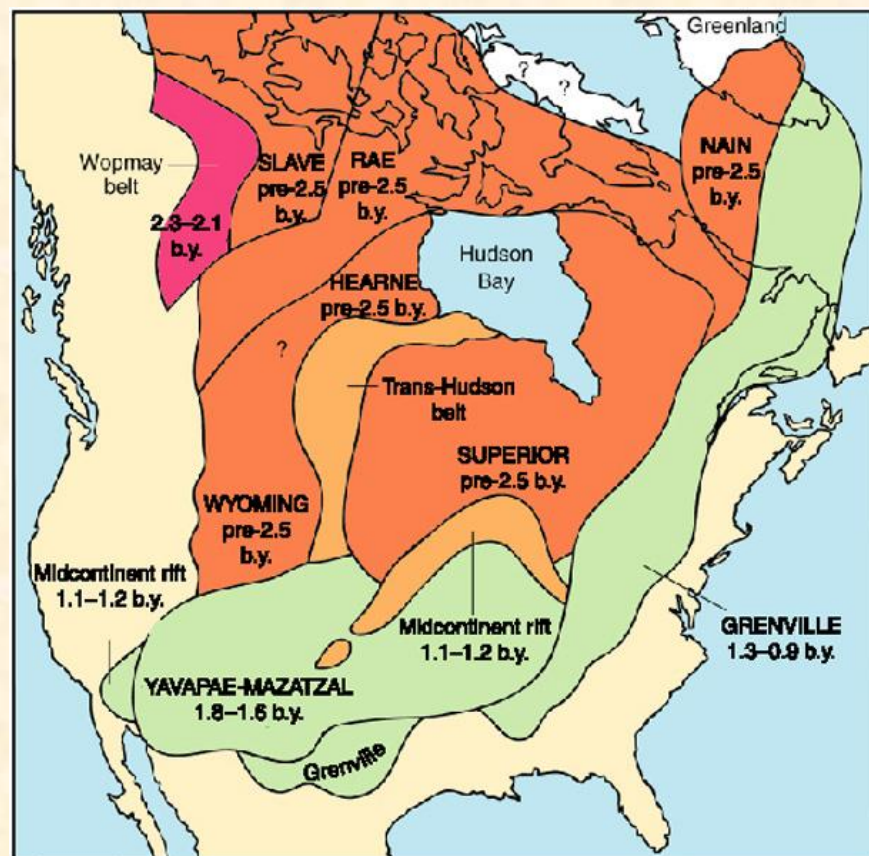 Greenland
?
?
NAIN
pre-2.5
b.y.
Wopmay
belt
SLAVE
pre-2.5
b.y.
RAE
pre-2.5
b.y.
2.3–2.1
b.y.
Hudson
Bay
HEARNE
pre-2.5 b.y.
?
Trans-Hudson
belt
SUPERIOR
pre-2.5 b.y.
WYOMING
pre-2.5
b.y.
Midcontinent rift
1.1–1.2 b.y.
Midcontinent rift
1.1–1.2 b.y.
GRENVILLE
1.3–0.9 b.y.
YAVAPAE-MAZATZAL
1.8–1.6 b.y.
Grenville